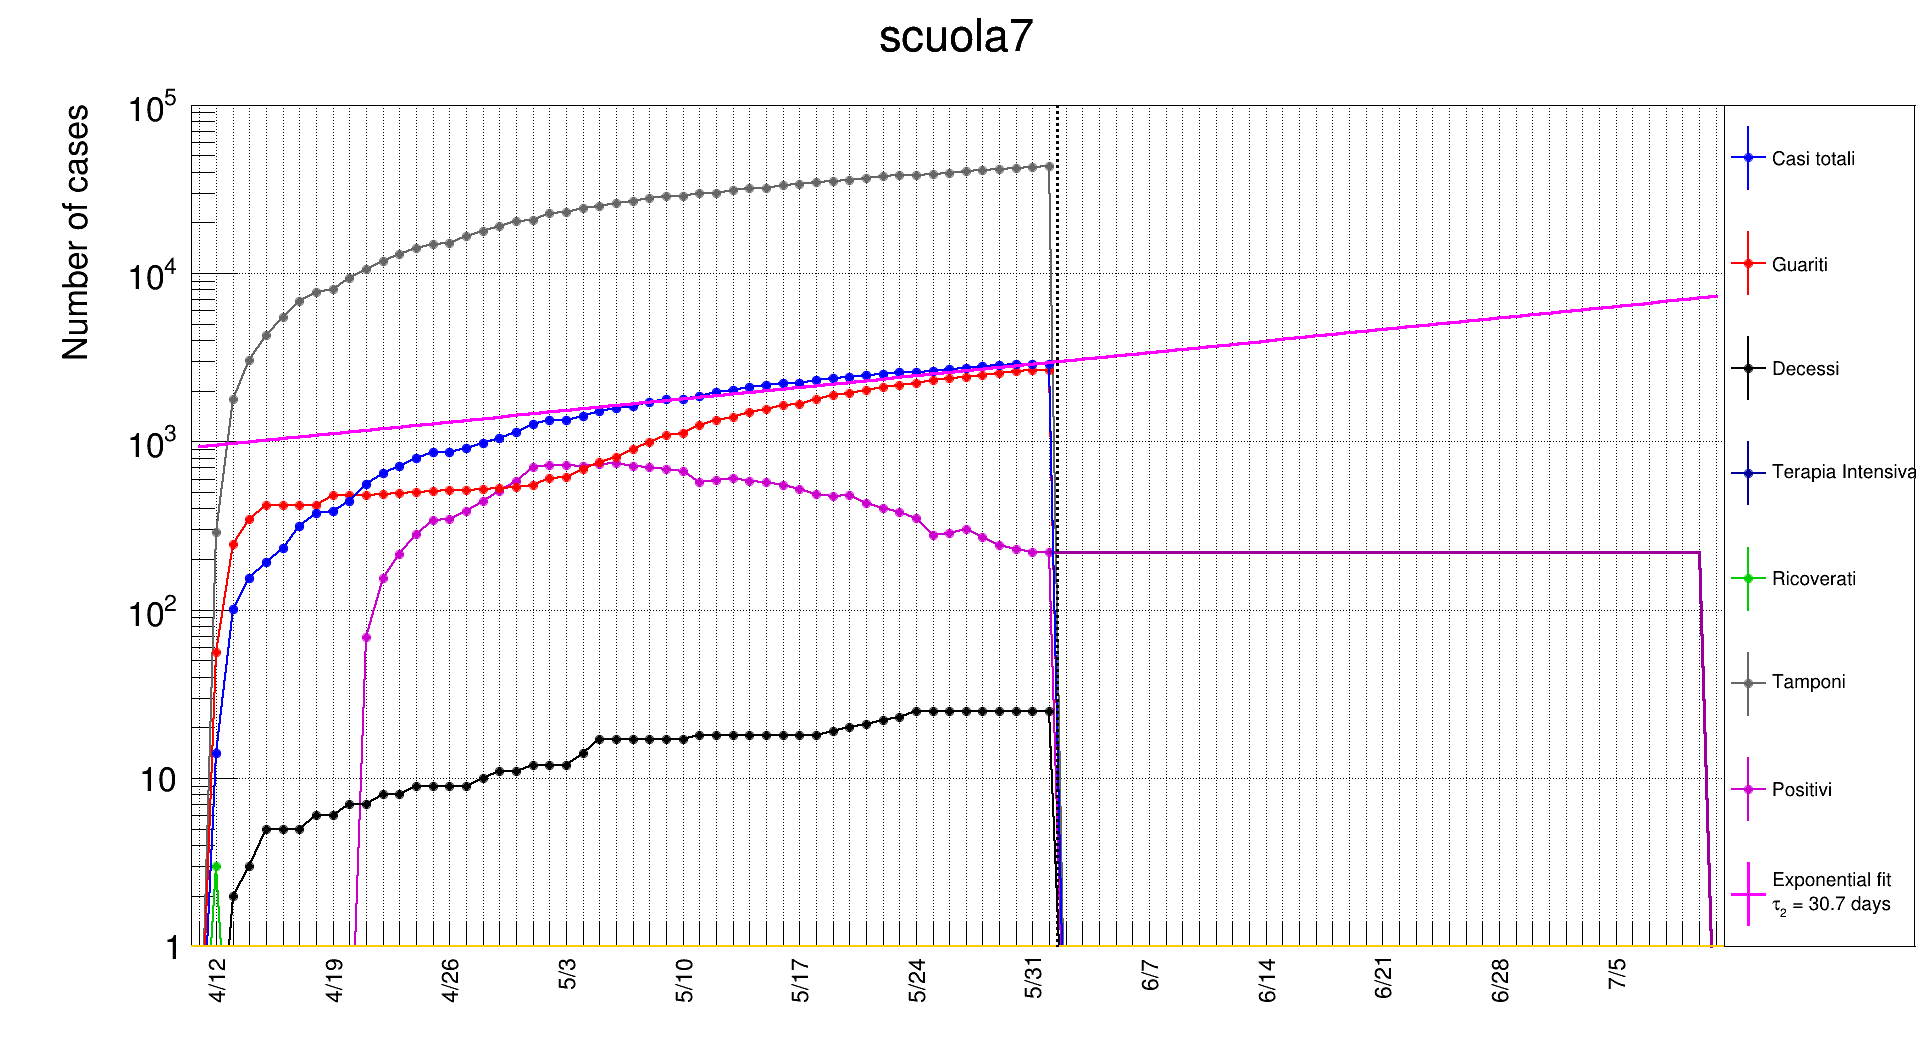 scuola7
Number of cases
10^5
10^4
10^3
10^2
10
1
4/12
4/19
4/26
5/3
5/10
5/17
5/24
5/31
6/7
6/14
6/21
6/28
7/5
Casi totali
Guariti
Decessi
Terapia Intensiva
Ricoverati
Tamponi
Positivi
Exponential fit
τ₂ = 30.7 days